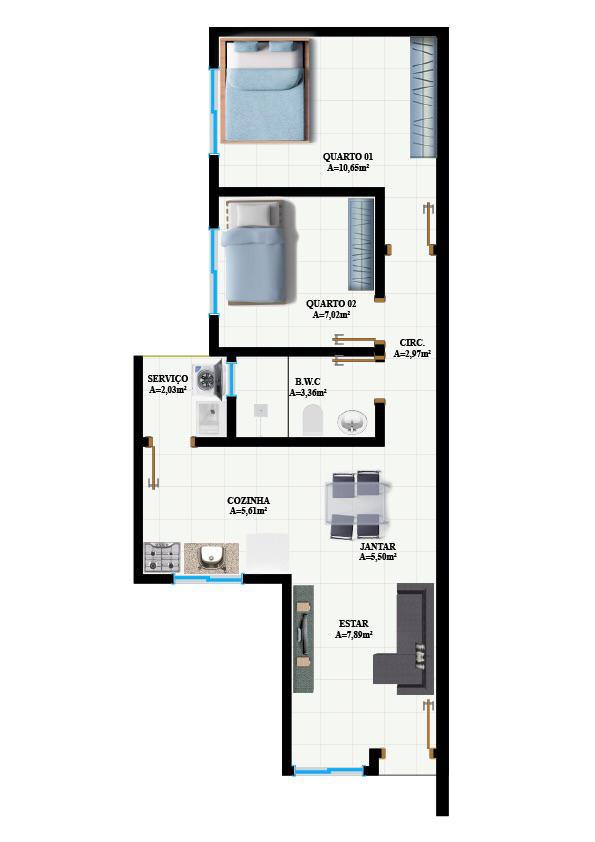 QUARTO 01
A=10,65m²
QUARTO 02
A=7,02m²
CIRC.
A=2,97m²
SERVIÇO
A=2,03m²
B.W.C
A=3,36m²
COZINHA
A=5,61m²
JANTAR
A=5,50m²
ESTAR
A=7,89m²